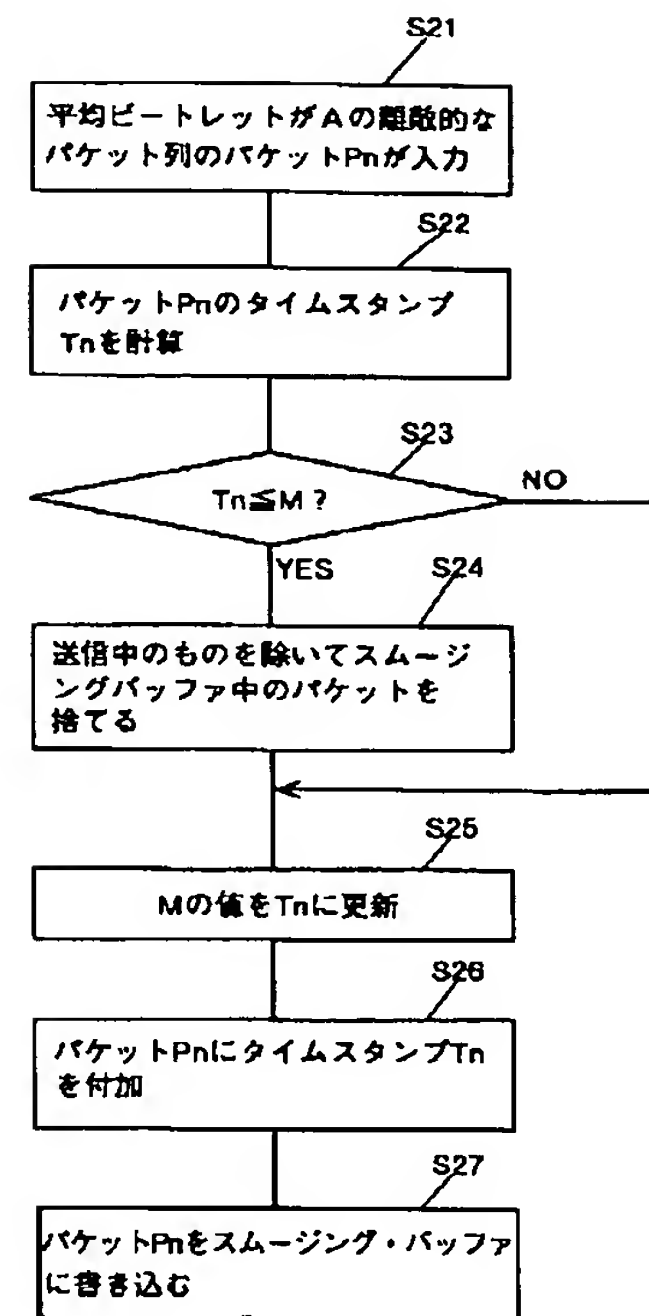 S21
平均ビートレットがAの離散的な
パケット列のパケットPnが入力
S22
パケットPnのタイムスタンプ
Tnを計算
S23
Tn≦M?
NO
YES
S24
送信中のものを除いてスムージ
ングバッファ中のパケットを
捨てる
S25
Mの値をTnに更新
S26
パケットPnにタイムスタンプTn
を付加
S27
パケットPnをスムージング・バッファ
に書き込む